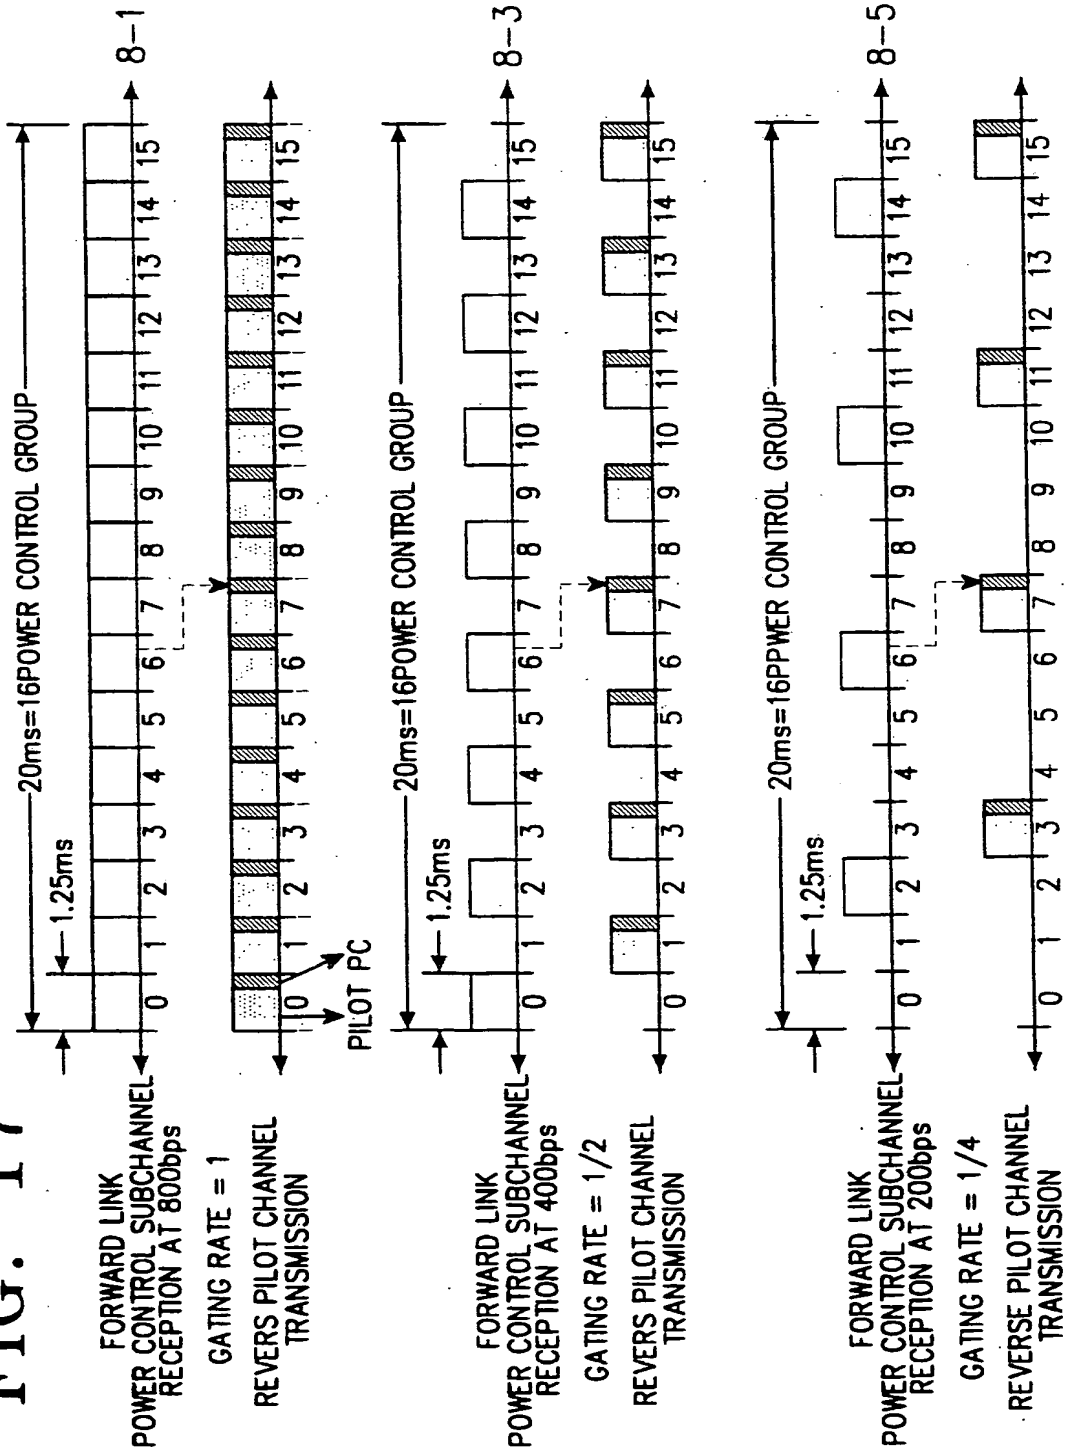 FIG. 17
20ms=16POWER CONTROL GROUP
1.25ms
8-1
FORWARD LINK
POWER CONTROL SUBCHANNEL
RECEPTION AT 800bps
0 1 2 3 4 5 6 7 8 9 10 11 12 13 14 15
GATING RATE = 1
REVERS PILOT CHANNEL
TRANSMISSION
0 1 2 3 4 5 6 7 8 9 10 11 12 13 14 15
PILOT PC
20ms=16POWER CONTROL GROUP
1.25ms
8-3
FORWARD LINK
POWER CONTROL SUBCHANNEL
RECEPTION AT 400bps
0 1 2 3 4 5 6 7 8 9 10 11 12 13 14 15
GATING RATE = 1/2
REVERS PILOT CHANNEL
TRANSMISSION
0 1 2 3 4 5 6 7 8 9 10 11 12 13 14 15
20ms=16PPWER CONTROL GROUP
1.25ms
8-5
FORWARD LINK
POWER CONTROL SUBCHANNEL
RECEPTION AT 200bps
0 1 2 3 4 5 6 7 8 9 10 11 12 13 14 15
GATING RATE = 1/4
REVERSE PILOT CHANNEL
TRANSMISSION
0 1 2 3 4 5 6 7 8 9 10 11 12 13 14 15